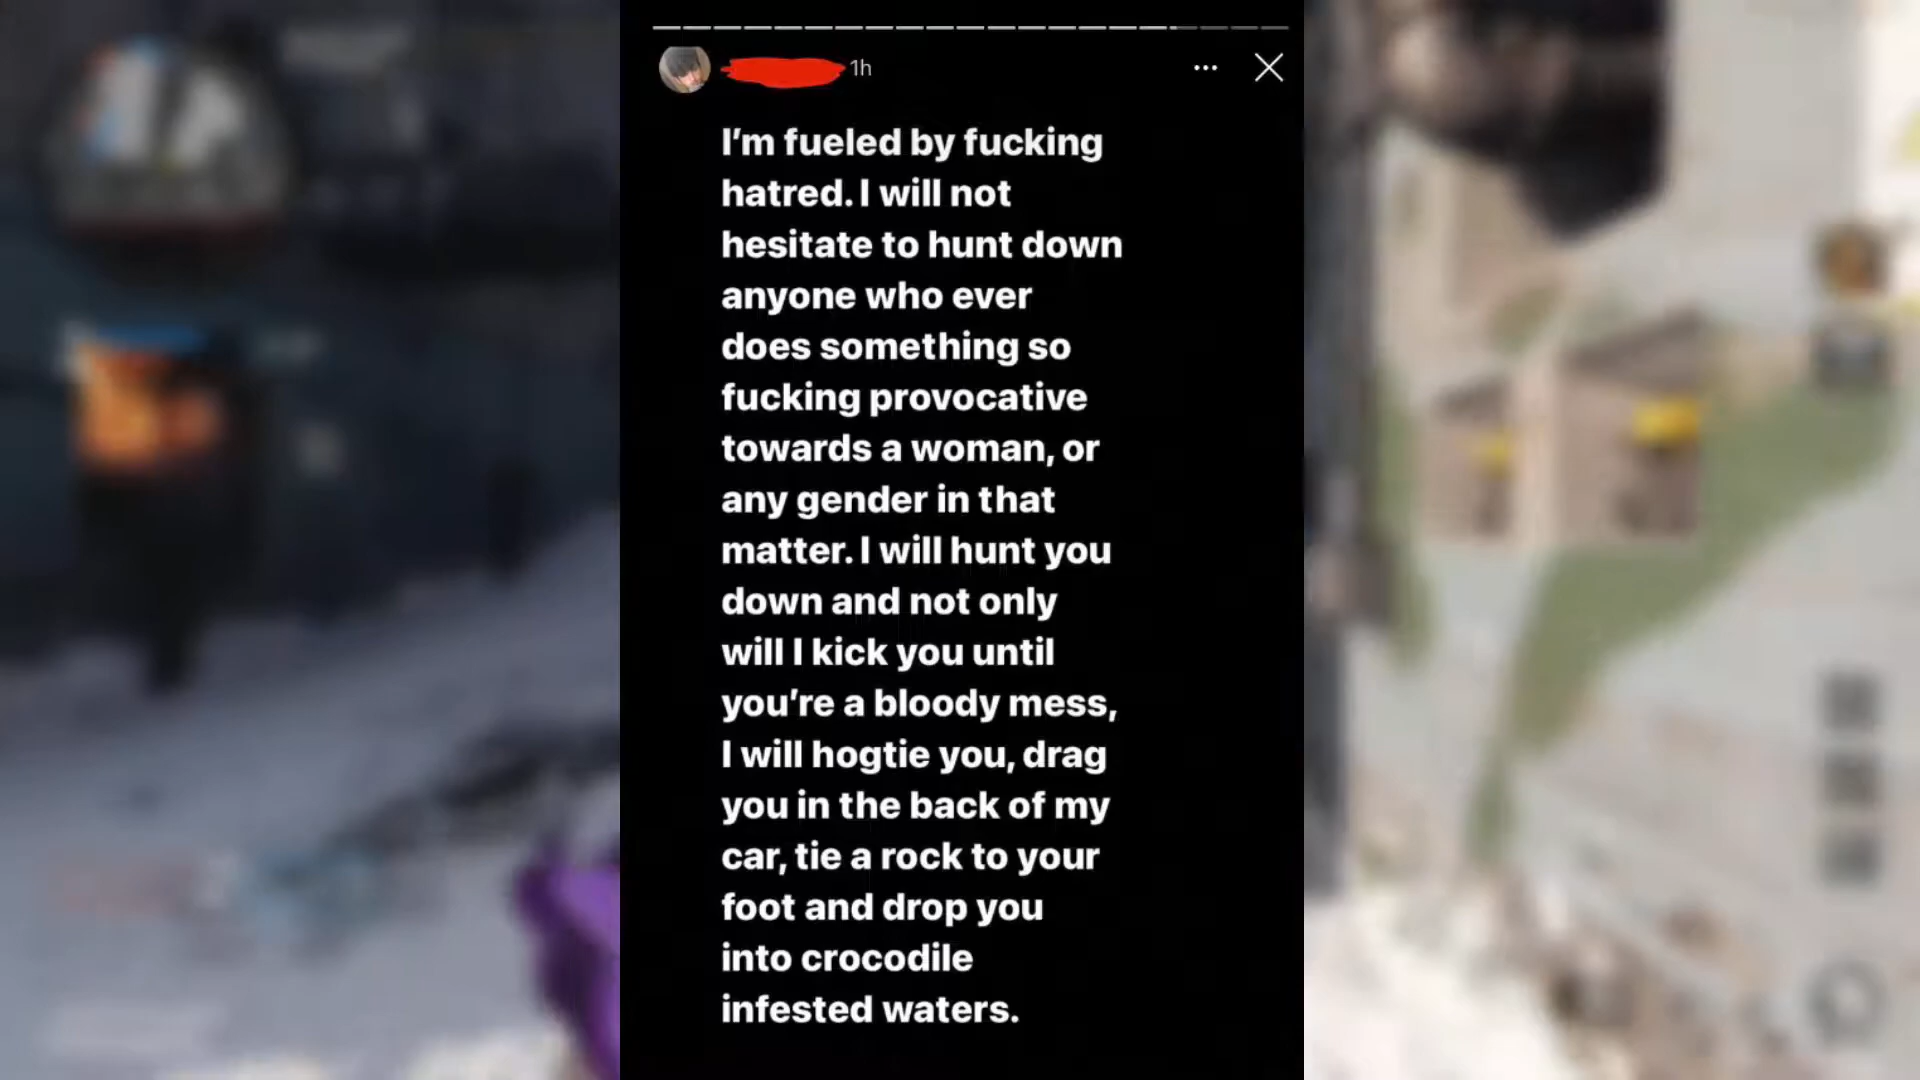 1h
I'm fueled by fucking
hatred. I will not
hesitate to hunt down
anyone who ever
does something so
fucking provocative
towards a woman, or
any gender in that
matter. I will hunt you
down and not only
will I kick you until
you're a bloody mess,
I will hogtie you, drag
you in the back of my
car, tie a rock to your
foot and drop you
into crocodile
infested waters.